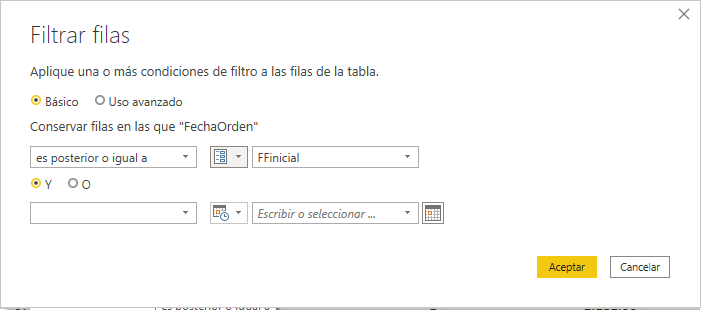 Filtrar filas
Aplique una o más condiciones de filtro a las filas de la tabla.
Básico Uso avanzado
Conservar filas en las que "FechaOrden"
es posterior o igual a FFinicial
Y O
Escribir o seleccionar ...
Aceptar Cancelar